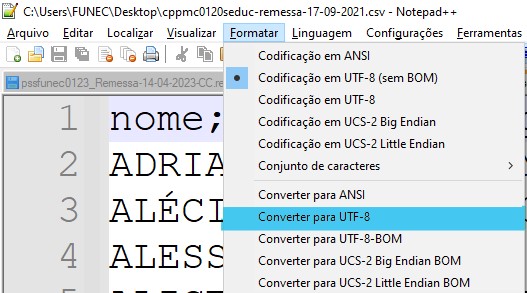 C:\Users\FUNEC\Desktop\cppmc0120seduc-remessa-17-09-2021.csv - Notepad++
Arquivo Editar Localizar Visualizar Formatar Linguagem Configurações Ferramentas
Codificação em ANSI
Codificação em UTF-8 (sem BOM)
Codificação em UTF-8
Codificação em UCS-2 Big Endian
Codificação em UCS-2 Little Endian
Conjunto de caracteres
Converter para ANSI
Converter para UTF-8
Converter para UTF-8-BOM
Converter para UCS-2 Big Endian BOM
Converter para UCS-2 Little Endian BOM
pssfunec0123_Remessa-14-04-2023-CC.re
1 nome;
2 ADRIA
3 ALÉCI
4 ALESS